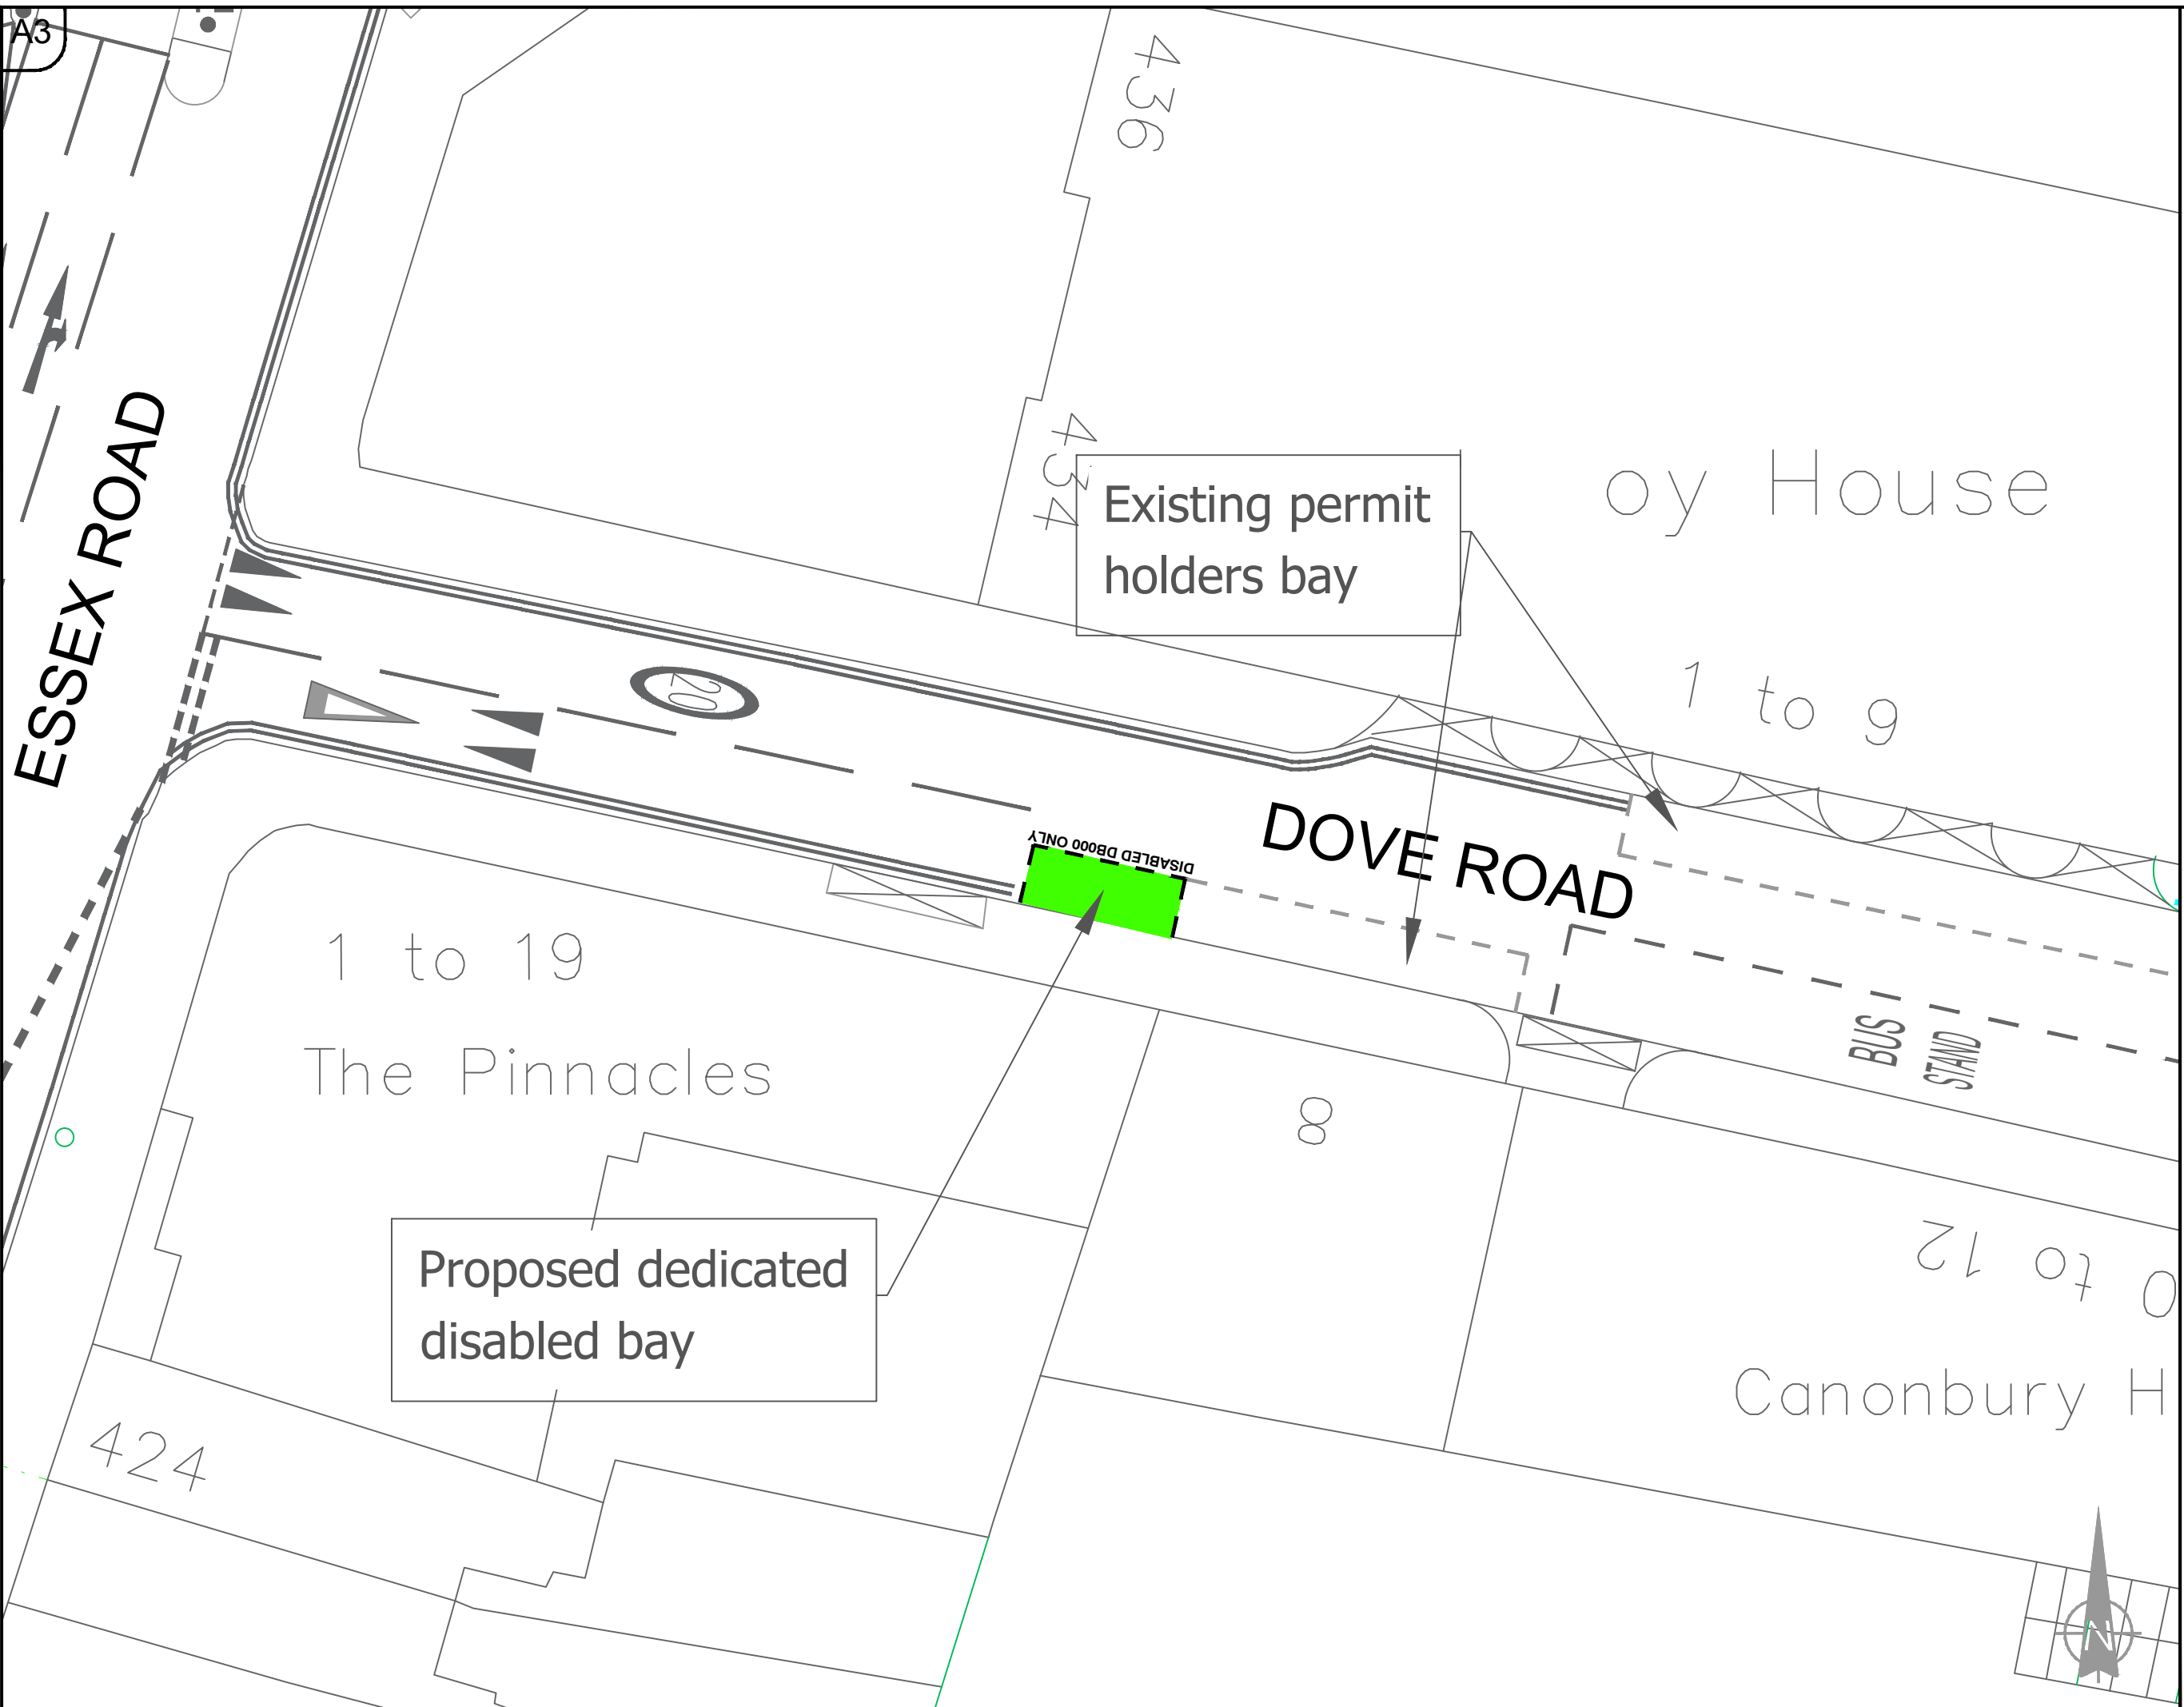 A3
436
434
Existing permit
holders bay
oy House
1 to 9
ESSEX ROAD
20
DOVE ROAD
DISABLED DB000 ONLY
BUS
STAND
1 to 19
The Pinnacles
8
0 to 12
Canonbury H
Proposed dedicated
disabled bay
424
N